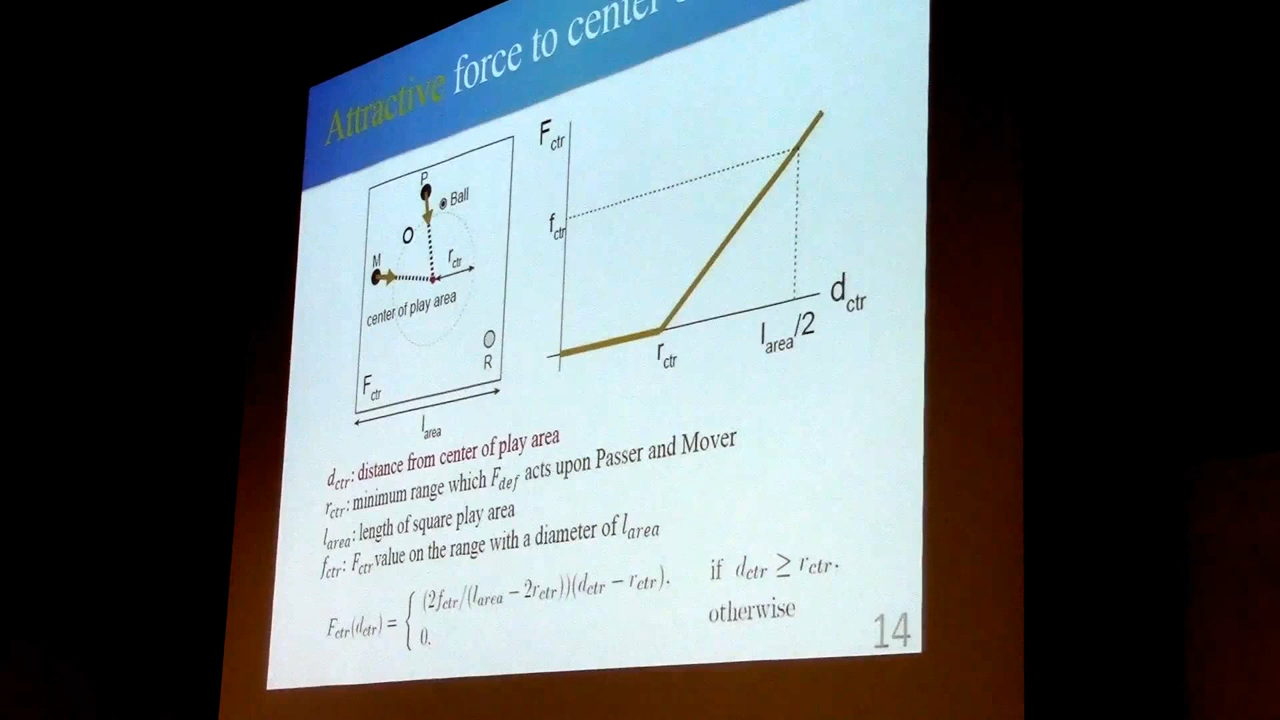 Attractive force to center
P
Ball
O
M
r_ctr
center of play area
R
F_ctr
l_area
F_ctr
f_ctr
d_ctr
r_ctr
l_area/2
d_ctr: distance from center of play area
r_ctr: minimum range which F_def acts upon Passer and Mover
l_area: length of square play area
f_ctr: F_ctr value on the range with a diameter of l_area
F_ctr(d_ctr) = { (2f_ctr/(l_area − 2r_ctr))(d_ctr − r_ctr). if d_ctr ≥ r_ctr.
0. otherwise
14